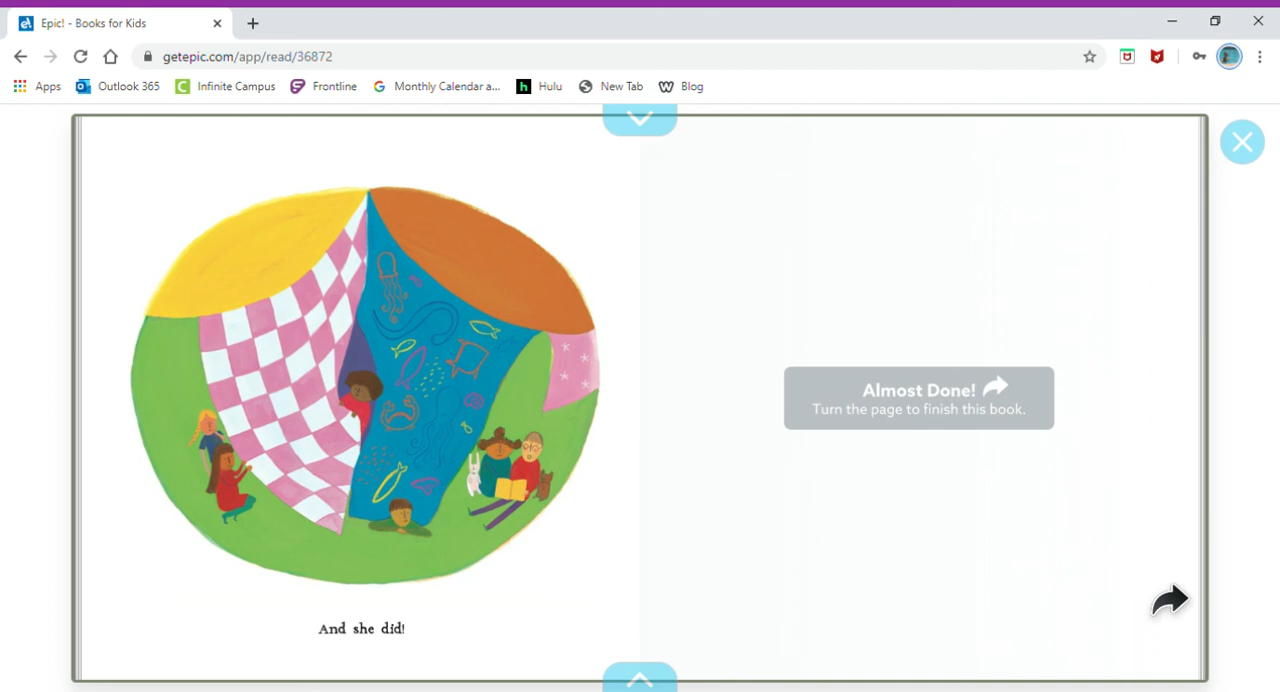 Epic! - Books for Kids
getepic.com/app/read/36872
Apps Outlook 365 Infinite Campus Frontline Monthly Calendar a... Hulu New Tab Blog
Almost Done!
Turn the page to finish this book.
And she did!